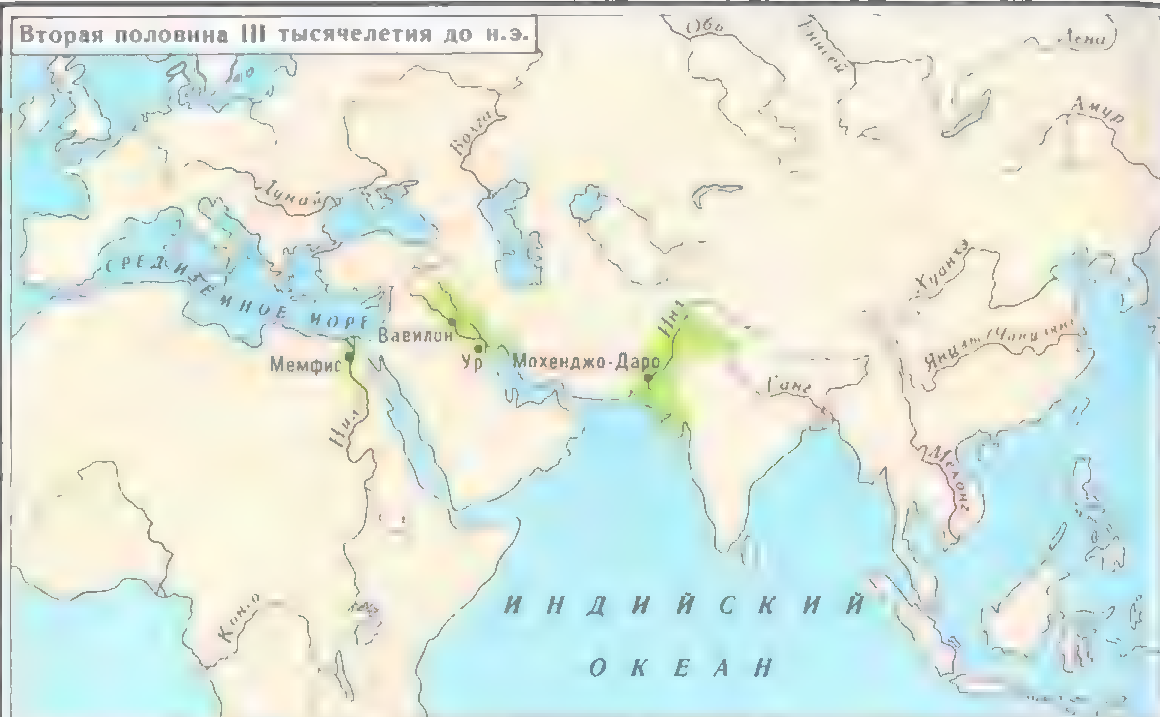 Вторая половина III тысячелетия до н.э.
Обь
Енисей
Лена
Амур
Волга
Дунай
СРЕДИЗЕМНОЕ МОРЕ
Хуанхэ
Янцзы (Чанцзян)
Инд
Вавилон
Мемфис
Ур
Мохенджо-Даро
Ганг
Нил
Меконг
Конго
ИНДИЙСКИЙ
ОКЕАН